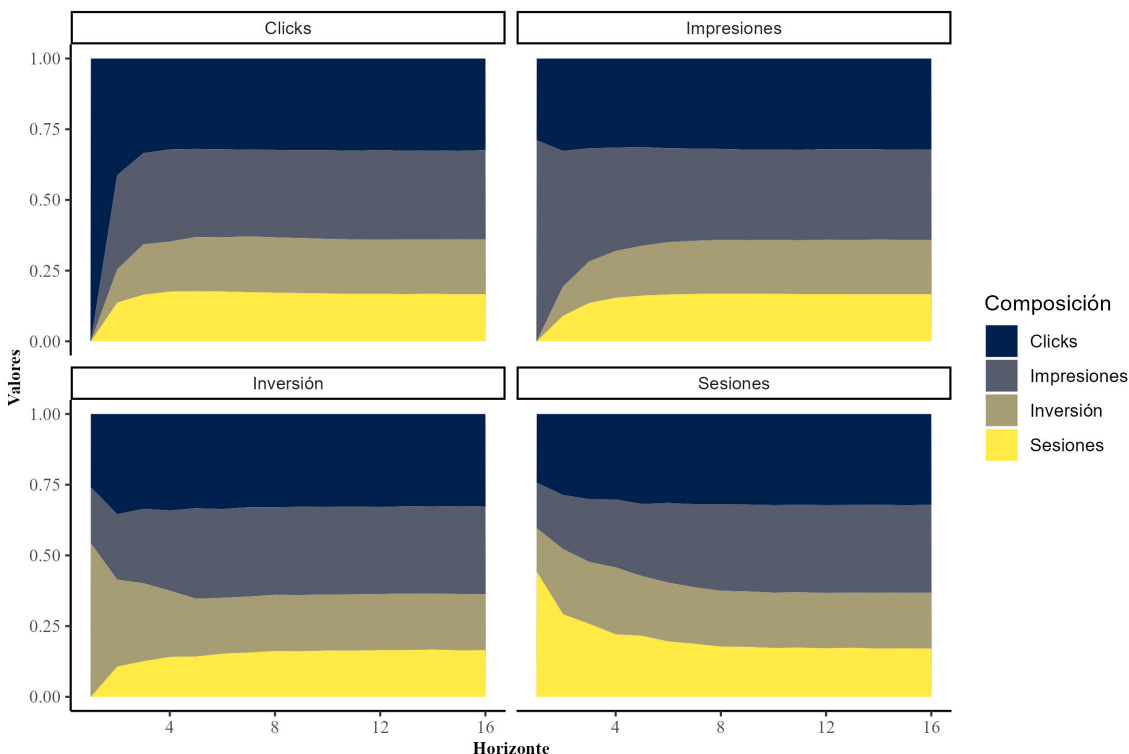 Clicks
Impresiones
1.00
0.75
0.50
0.25
0.00
Inversión
Sesiones
1.00
0.75
0.50
0.25
0.00
4 8 12 16
4 8 12 16
Horizonte
Valores
Composición
Clicks
Impresiones
Inversión
Sesiones